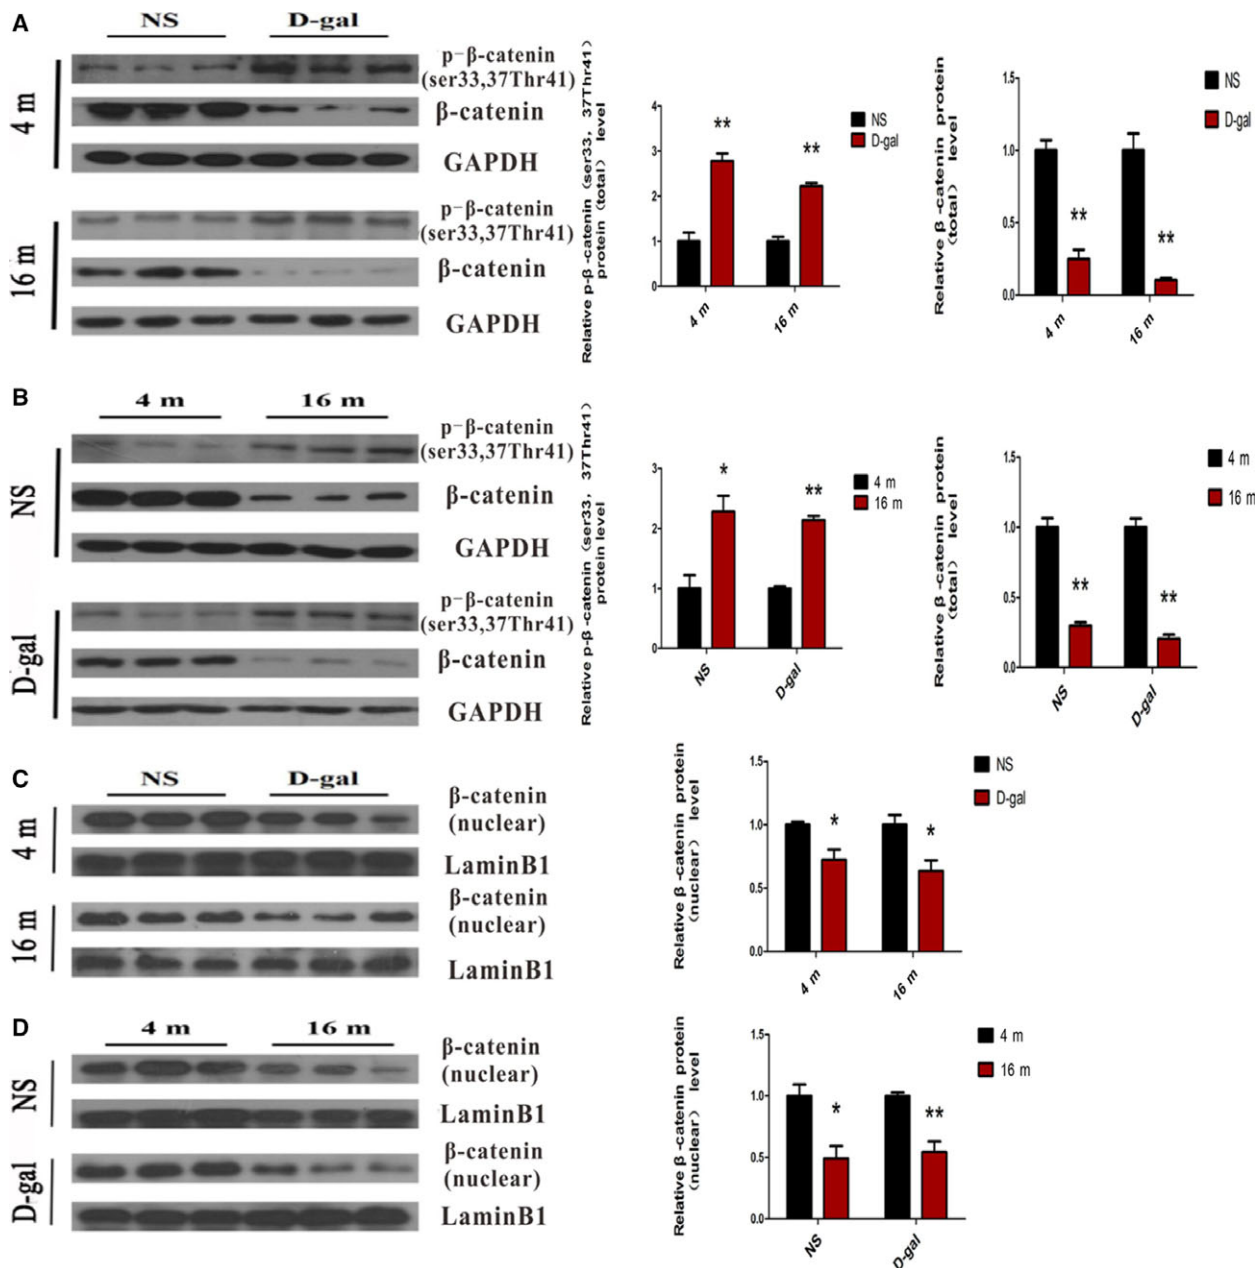 A
NS D-gal
4 m
p-β-catenin
(ser33,37Thr41)
β-catenin
GAPDH
16 m
p-β-catenin
(ser33,37Thr41)
β-catenin
GAPDH
Relative p-β-catenin (ser33, 37Thr41)
protein (total) level
4
3
2
1
0
** **
4 m 16 m
NS
D-gal
Relative β-catenin protein
(total) level
1.5
1.0
0.5
0.0
** **
4 m 16 m
NS
D-gal
B
4 m 16 m
NS
p-β-catenin
(ser33,37Thr41)
β-catenin
GAPDH
D-gal
p-β-catenin
(ser33,37Thr41)
β-catenin
GAPDH
Relative p-β-catenin (ser33, 37Thr41)
protein level
3
2
1
0
* **
NS D-gal
4 m
16 m
Relative β-catenin protein
(total) level
1.5
1.0
0.5
0.0
** **
NS D-gal
4 m
16 m
C
NS D-gal
4 m
β-catenin
(nuclear)
LaminB1
16 m
β-catenin
(nuclear)
LaminB1
Relative β-catenin protein
(nuclear) level
1.5
1.0
0.5
0.0
* *
4 m 16 m
NS
D-gal
D
4 m 16 m
NS
β-catenin
(nuclear)
LaminB1
D-gal
β-catenin
(nuclear)
LaminB1
Relative β-catenin protein
(nuclear) level
1.5
1.0
0.5
0.0
* **
NS D-gal
4 m
16 m